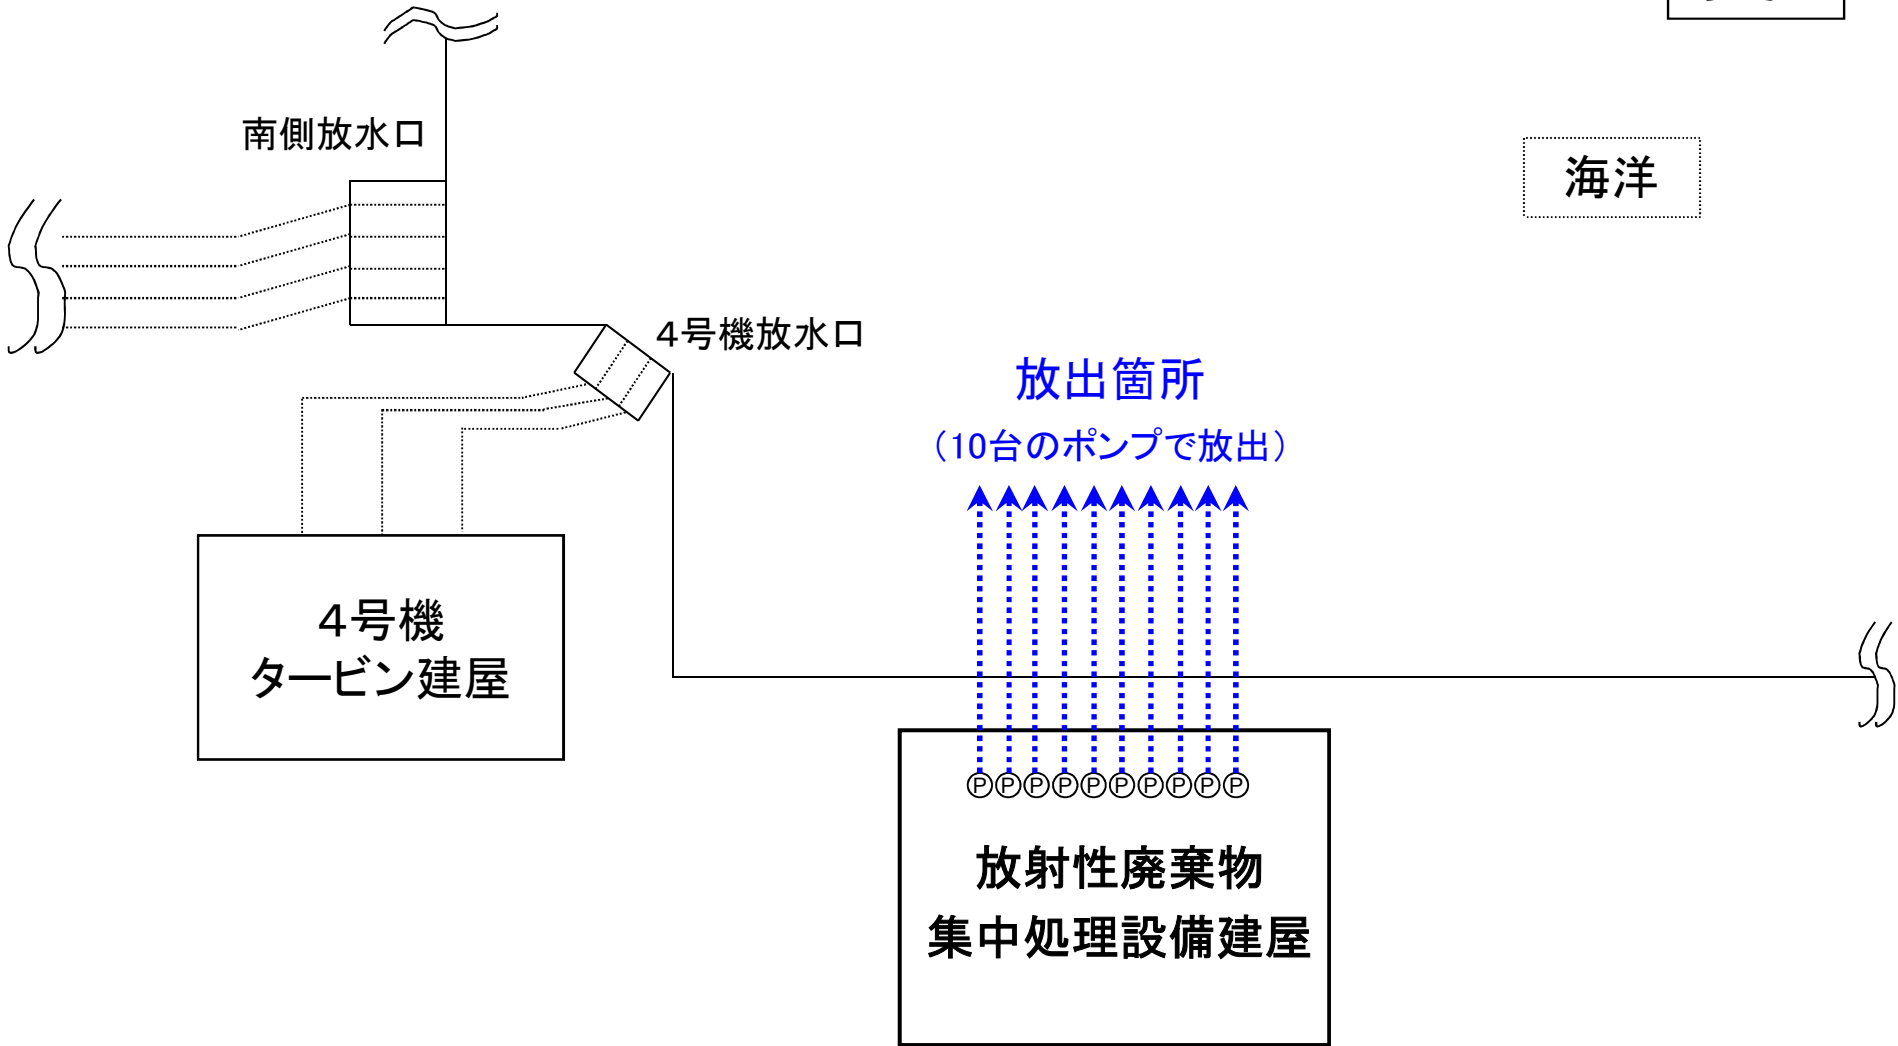 南側放水口
海洋
4号機放水口
放出箇所
（10台のポンプで放出）
4号機
タービン建屋
P P P P P P P P P P
放射性廃棄物
集中処理設備建屋